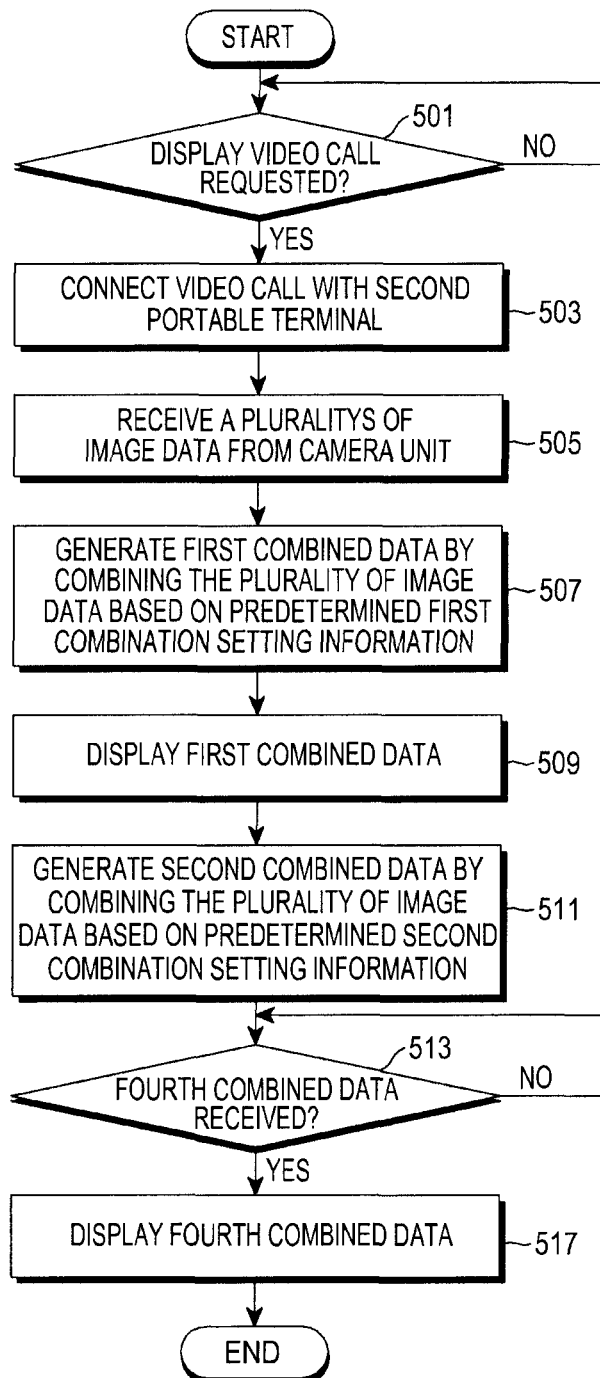 START
501
DISPLAY VIDEO CALL
REQUESTED?
NO
YES
CONNECT VIDEO CALL WITH SECOND
PORTABLE TERMINAL
503
RECEIVE A PLURALITYS OF
IMAGE DATA FROM CAMERA UNIT
505
GENERATE FIRST COMBINED DATA BY
COMBINING THE PLURALITY OF IMAGE
DATA BASED ON PREDETERMINED FIRST
COMBINATION SETTING INFORMATION
507
DISPLAY FIRST COMBINED DATA
509
GENERATE SECOND COMBINED DATA BY
COMBINING THE PLURALITY OF IMAGE
DATA BASED ON PREDETERMINED SECOND
COMBINATION SETTING INFORMATION
511
513
FOURTH COMBINED DATA
RECEIVED?
NO
YES
DISPLAY FOURTH COMBINED DATA
517
END